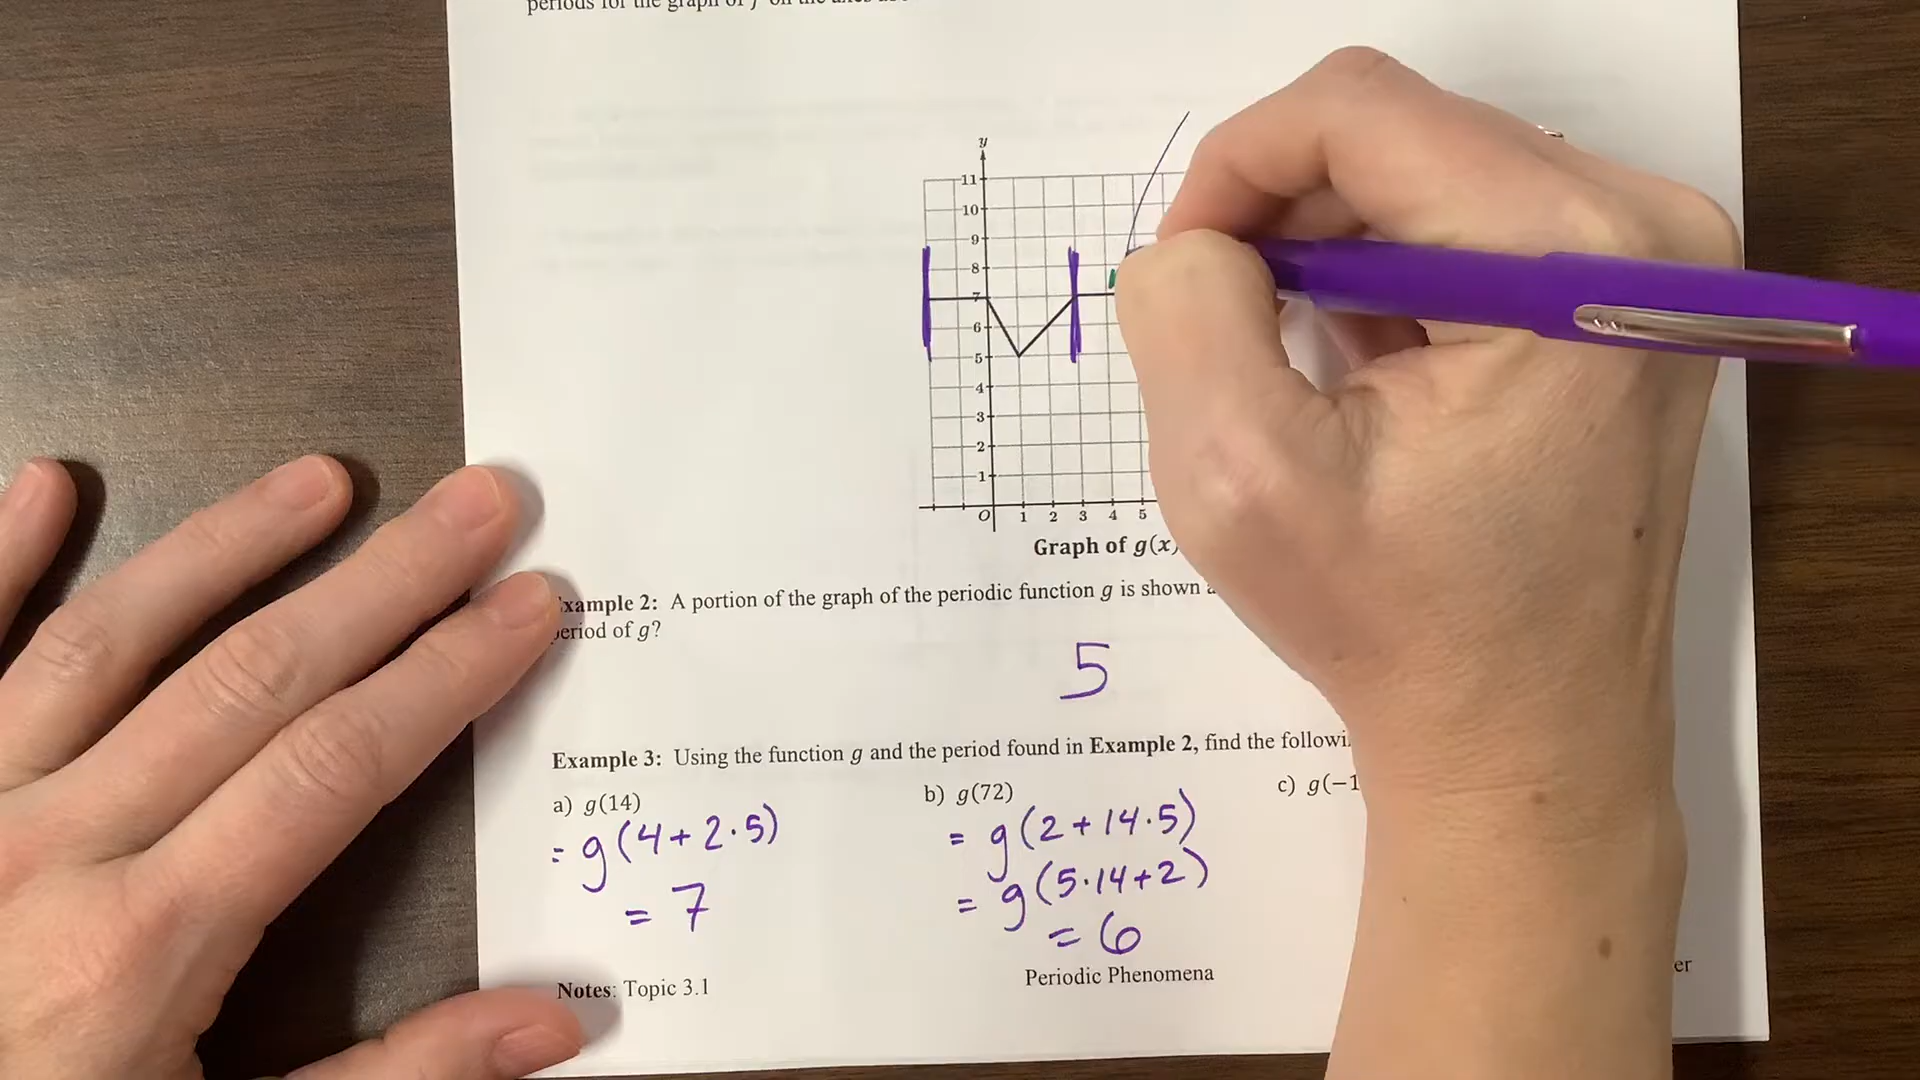 periods for the graph of f on the axes
y
11
10
9
8
7
6
5
4
3
2
1
O 1 2 3 4 5
Graph of g(x)
Example 2: A portion of the graph of the periodic function g is shown
period of g?
5
Example 3: Using the function g and the period found in Example 2, find the
a) g(14)
= g(4+2·5)
= 7
b) g(72)
= g(2+14·5)
= g(5·14+2)
= 6
c) g(−1
Notes: Topic 3.1
Periodic Phenomena
er